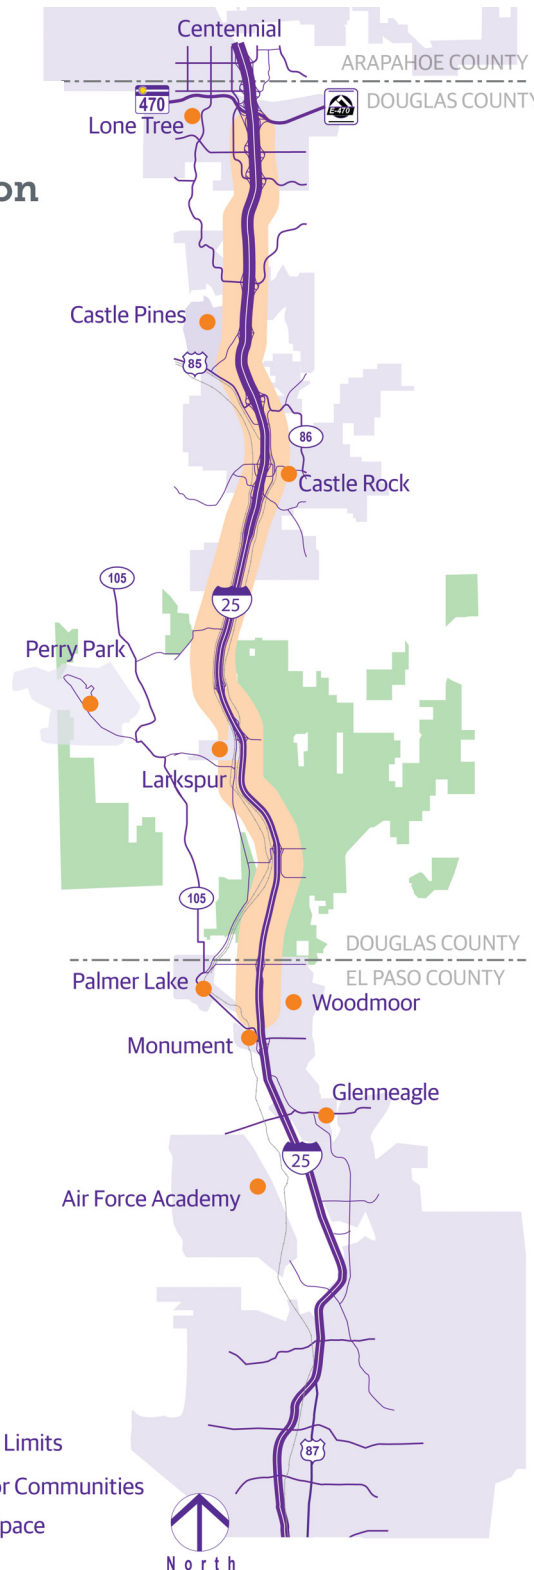 Centennial
ARAPAHOE COUNTY
470
E-470
DOUGLAS COUNTY
Lone Tree
on
Castle Pines
85
86
Castle Rock
105
25
Perry Park
Larkspur
105
DOUGLAS COUNTY
EL PASO COUNTY
Palmer Lake
Woodmoor
Monument
Glenneagle
25
Air Force Academy
Limits
87
or Communities
pace
North